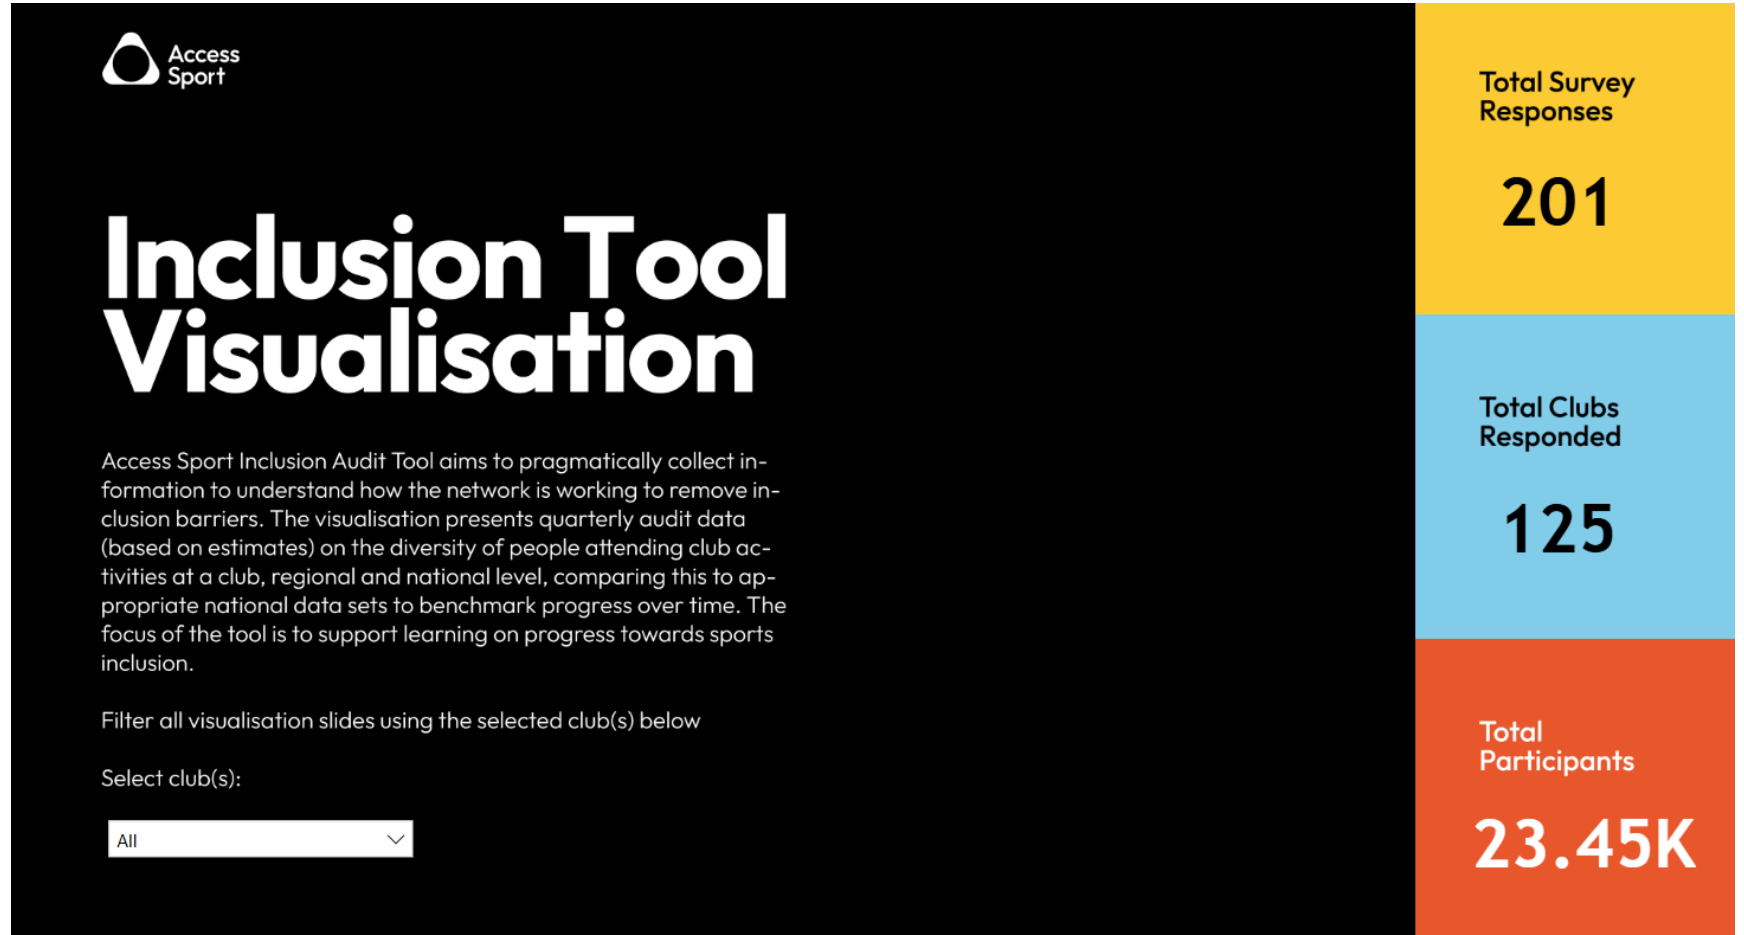 Access
Sport
Inclusion Tool
Visualisation
Access Sport Inclusion Audit Tool aims to pragmatically collect in-
formation to understand how the network is working to remove in-
clusion barriers. The visualisation presents quarterly audit data
(based on estimates) on the diversity of people attending club ac-
tivities at a club, regional and national level, comparing this to ap-
propriate national data sets to benchmark progress over time. The
focus of the tool is to support learning on progress towards sports
inclusion.
Filter all visualisation slides using the selected club(s) below
Select club(s):
All
Total Survey
Responses
201
Total Clubs
Responded
125
Total
Participants
23.45K